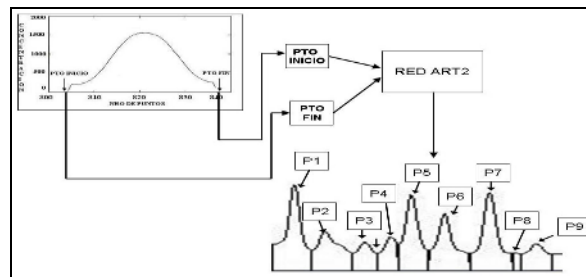 CONCENTRACION
2000
1500
1000
500
0
PTO INICIO
PTO FIN
300
310
320
330
340
NRO DE PUNTOS
PTO
INICIO
PTO
FIN
RED ART2
P1
P2
P3
P4
P5
P6
P7
P8
P9